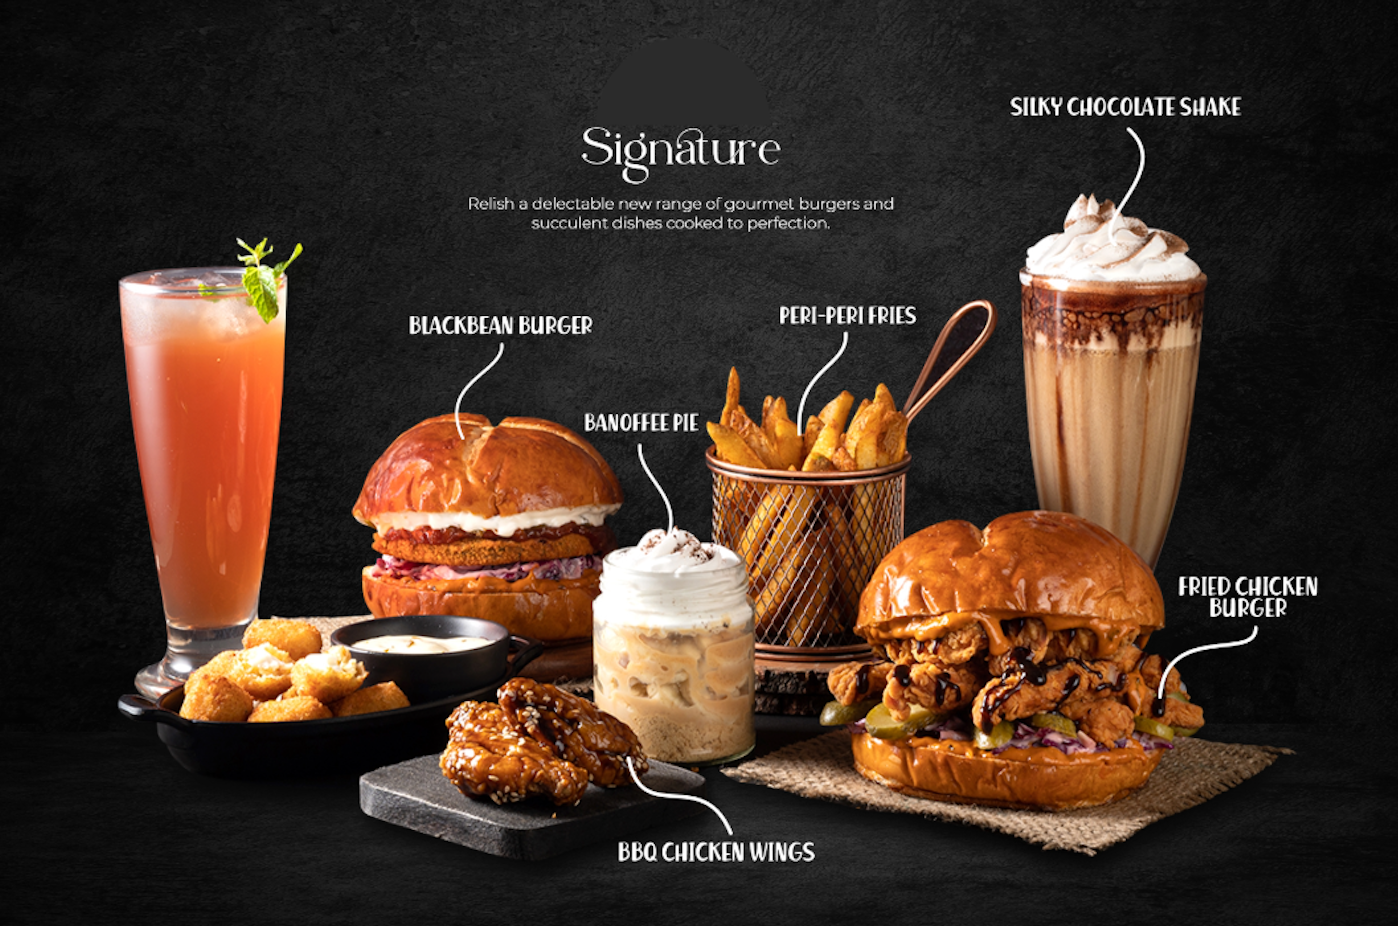 Signature
Relish a delectable new range of gourmet burgers and
succulent dishes cooked to perfection.
SILKY CHOCOLATE SHAKE
BLACKBEAN BURGER
PERI-PERI FRIES
BANOFFEE PIE
FRIED CHICKEN
BURGER
BBQ CHICKEN WINGS